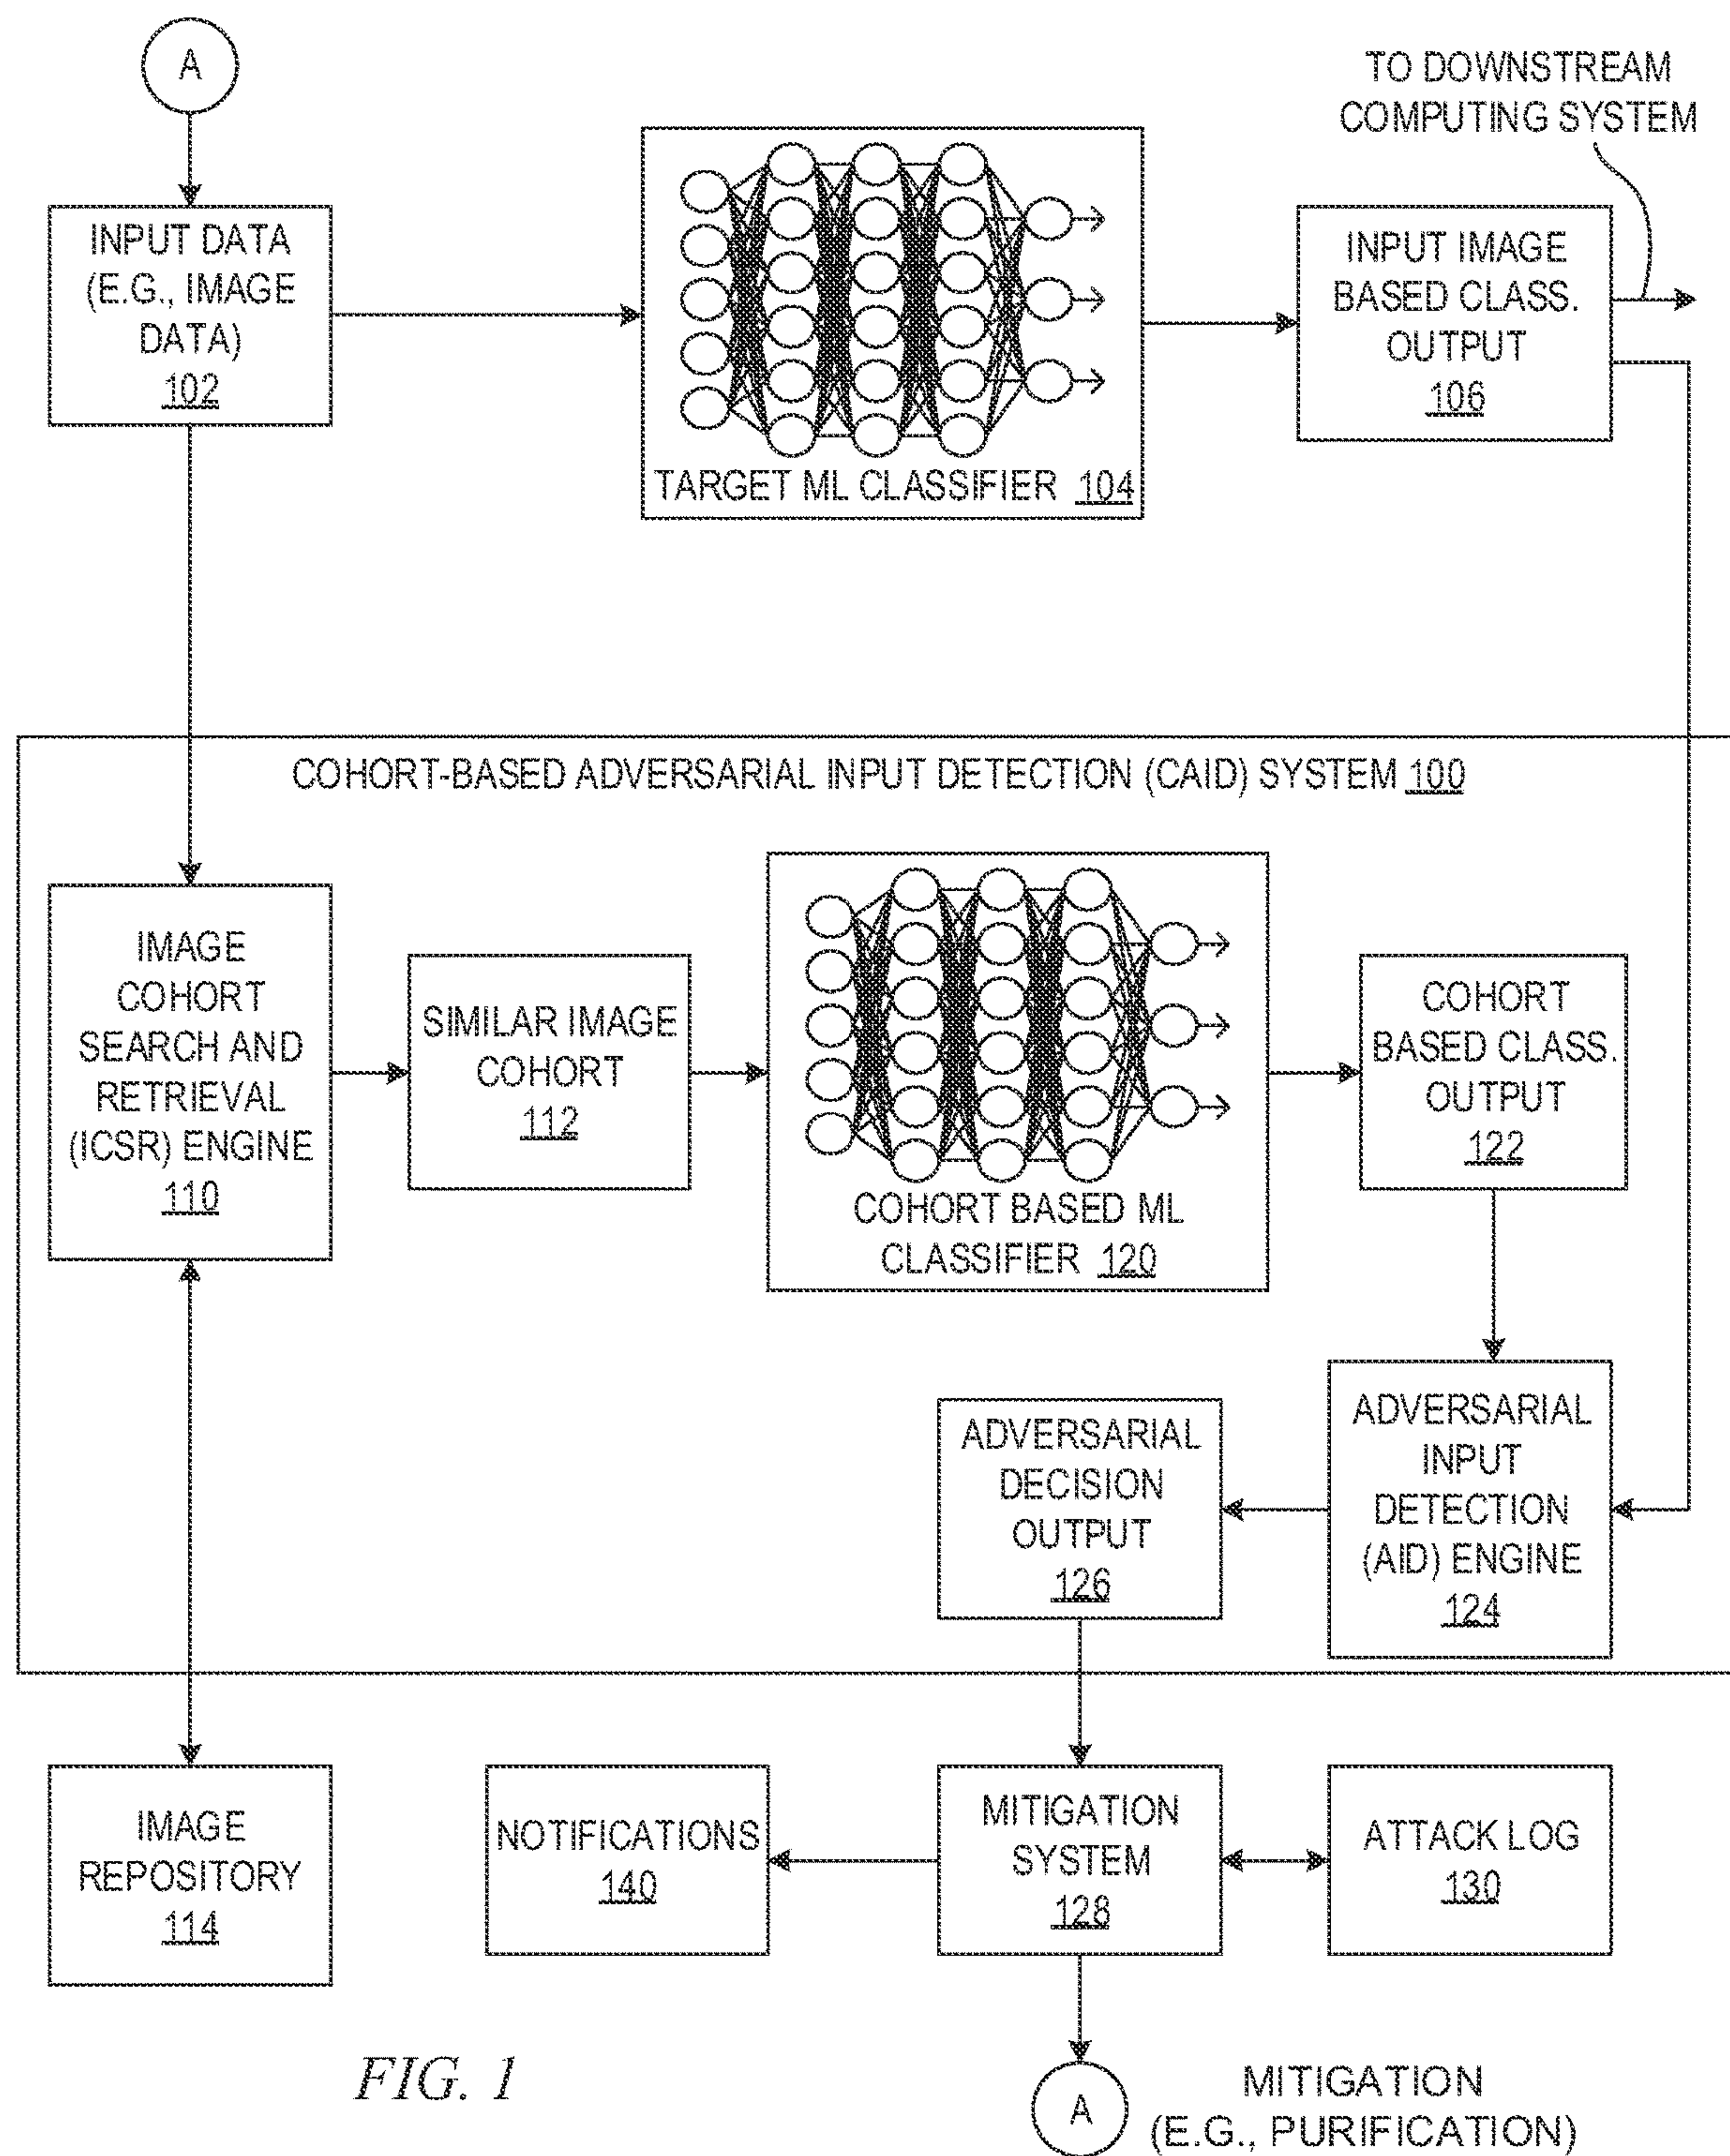 A
TO DOWNSTREAM
COMPUTING SYSTEM
INPUT DATA
(E.G., IMAGE
DATA)
102
TARGET ML CLASSIFIER 104
INPUT IMAGE
BASED CLASS.
OUTPUT
106
COHORT-BASED ADVERSARIAL INPUT DETECTION (CAID) SYSTEM 100
IMAGE
COHORT
SEARCH AND
RETRIEVAL
(ICSR) ENGINE
110
SIMILAR IMAGE
COHORT
112
COHORT BASED ML
CLASSIFIER 120
COHORT
BASED CLASS.
OUTPUT
122
ADVERSARIAL
DECISION
OUTPUT
126
ADVERSARIAL
INPUT
DETECTION
(AID) ENGINE
124
IMAGE
REPOSITORY
114
NOTIFICATIONS
140
MITIGATION
SYSTEM
128
ATTACK LOG
130
FIG. 1
A
MITIGATION
(E.G., PURIFICATION)